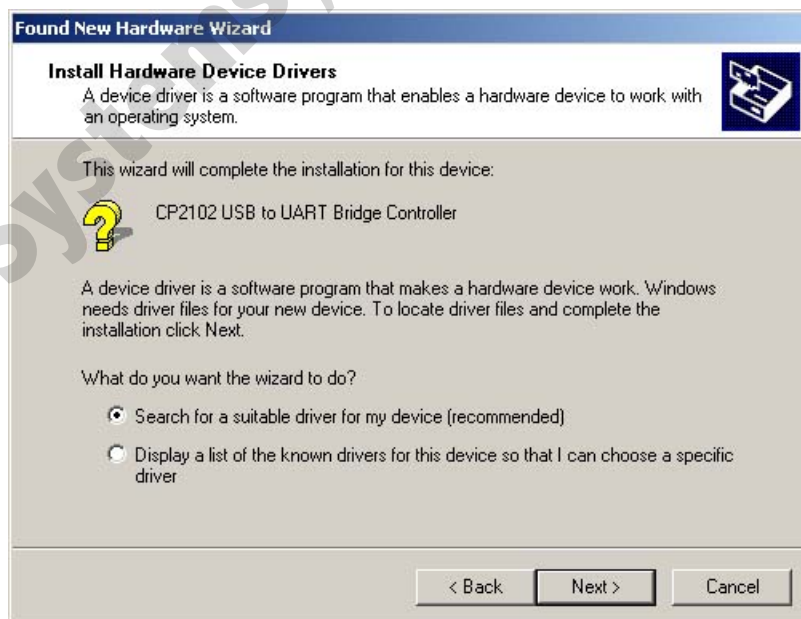 Found New Hardware Wizard
Install Hardware Device Drivers
A device driver is a software program that enables a hardware device to work with
an operating system.
This wizard will complete the installation for this device:
CP2102 USB to UART Bridge Controller
A device driver is a software program that makes a hardware device work. Windows
needs driver files for your new device. To locate driver files and complete the
installation click Next.
What do you want the wizard to do?
Search for a suitable driver for my device (recommended)
Display a list of the known drivers for this device so that I can choose a specific
driver
< Back
Next >
Cancel